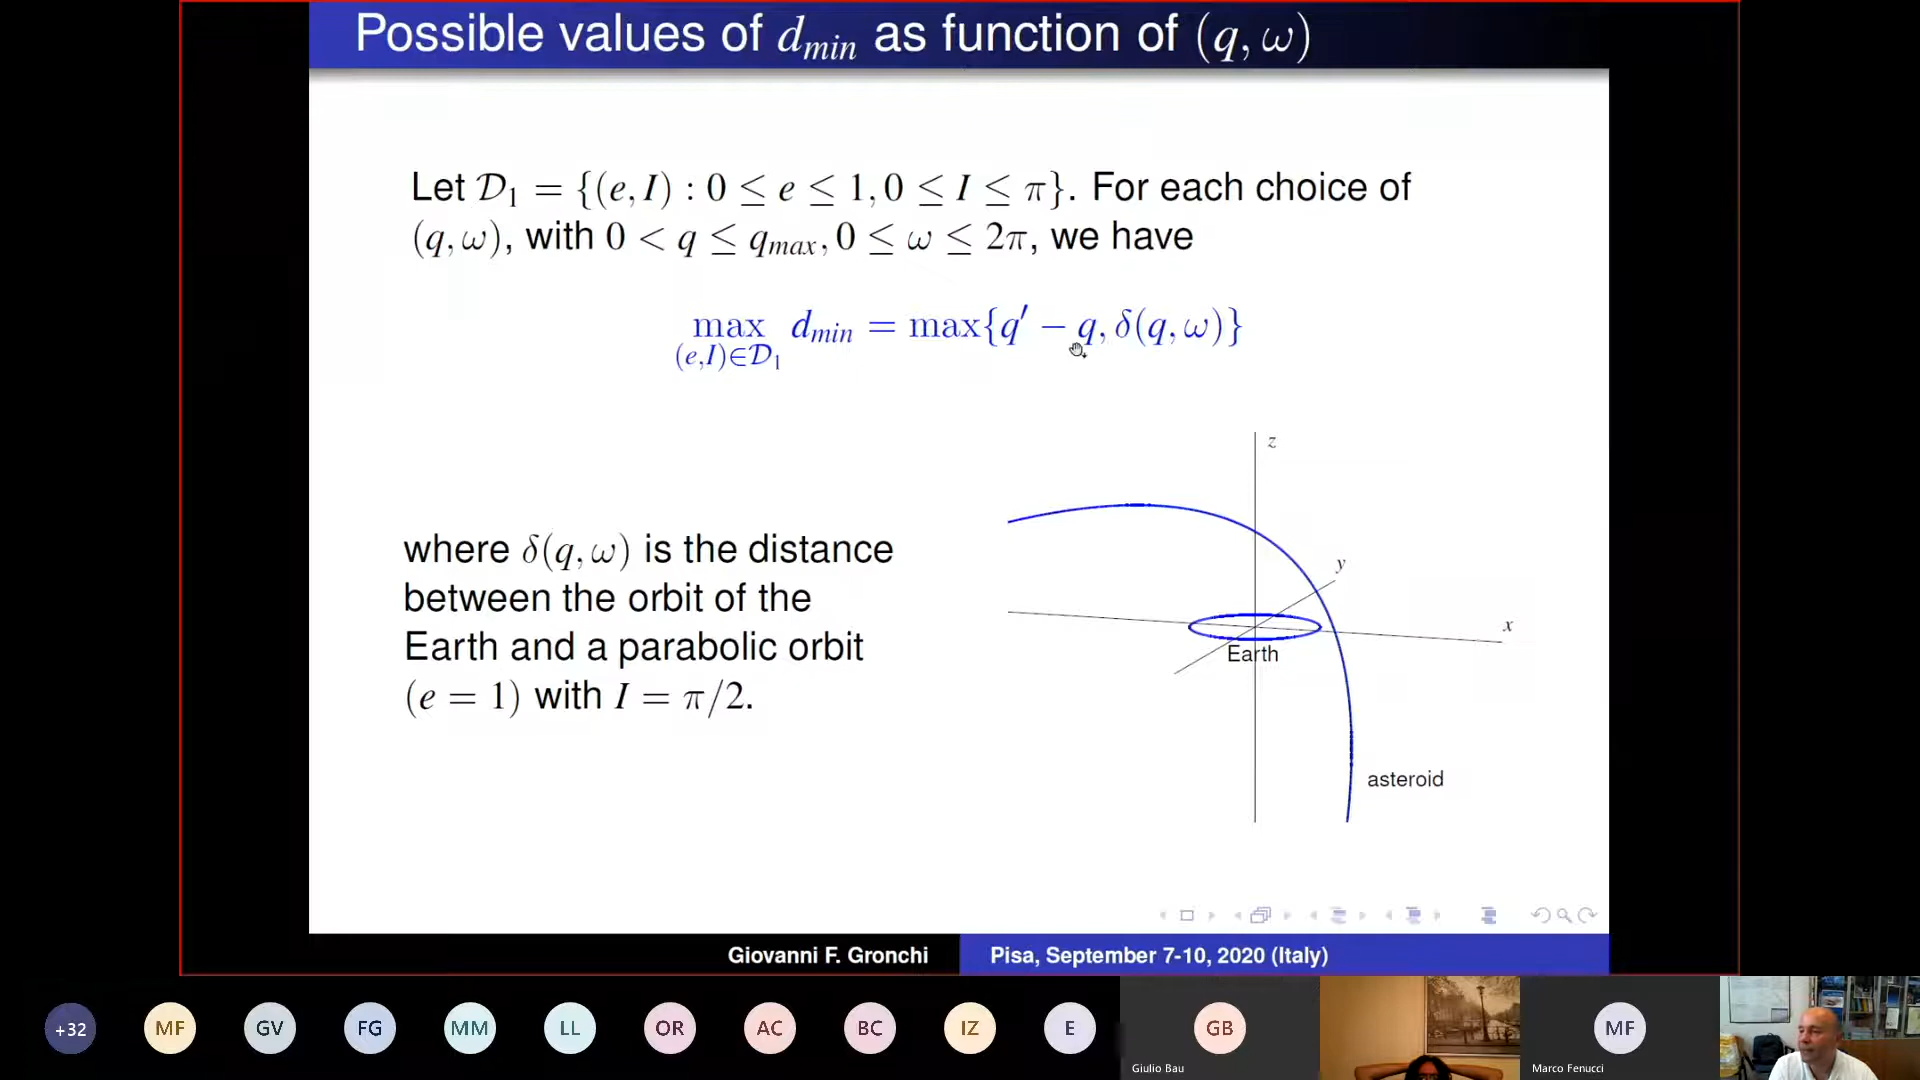 Possible values of d_min as function of (q, ω)
Let 𝒟₁ = {(e, I) : 0 ≤ e ≤ 1, 0 ≤ I ≤ π}. For each choice of
(q, ω), with 0 < q ≤ q_max, 0 ≤ ω ≤ 2π, we have
max_{(e,I)∈𝒟₁} d_min = max{q′ − q, δ(q, ω)}
where δ(q, ω) is the distance
between the orbit of the
Earth and a parabolic orbit
(e = 1) with I = π/2.
z
y
x
Earth
asteroid
Giovanni F. Gronchi
Pisa, September 7-10, 2020 (Italy)
+32
MF
GV
FG
MM
LL
OR
AC
BC
IZ
E
GB
Giulio Bau
MF
Marco Fenucci